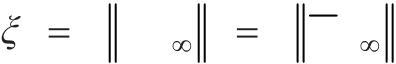 ξ = ‖ ∞‖ = ‖‾ ∞‖